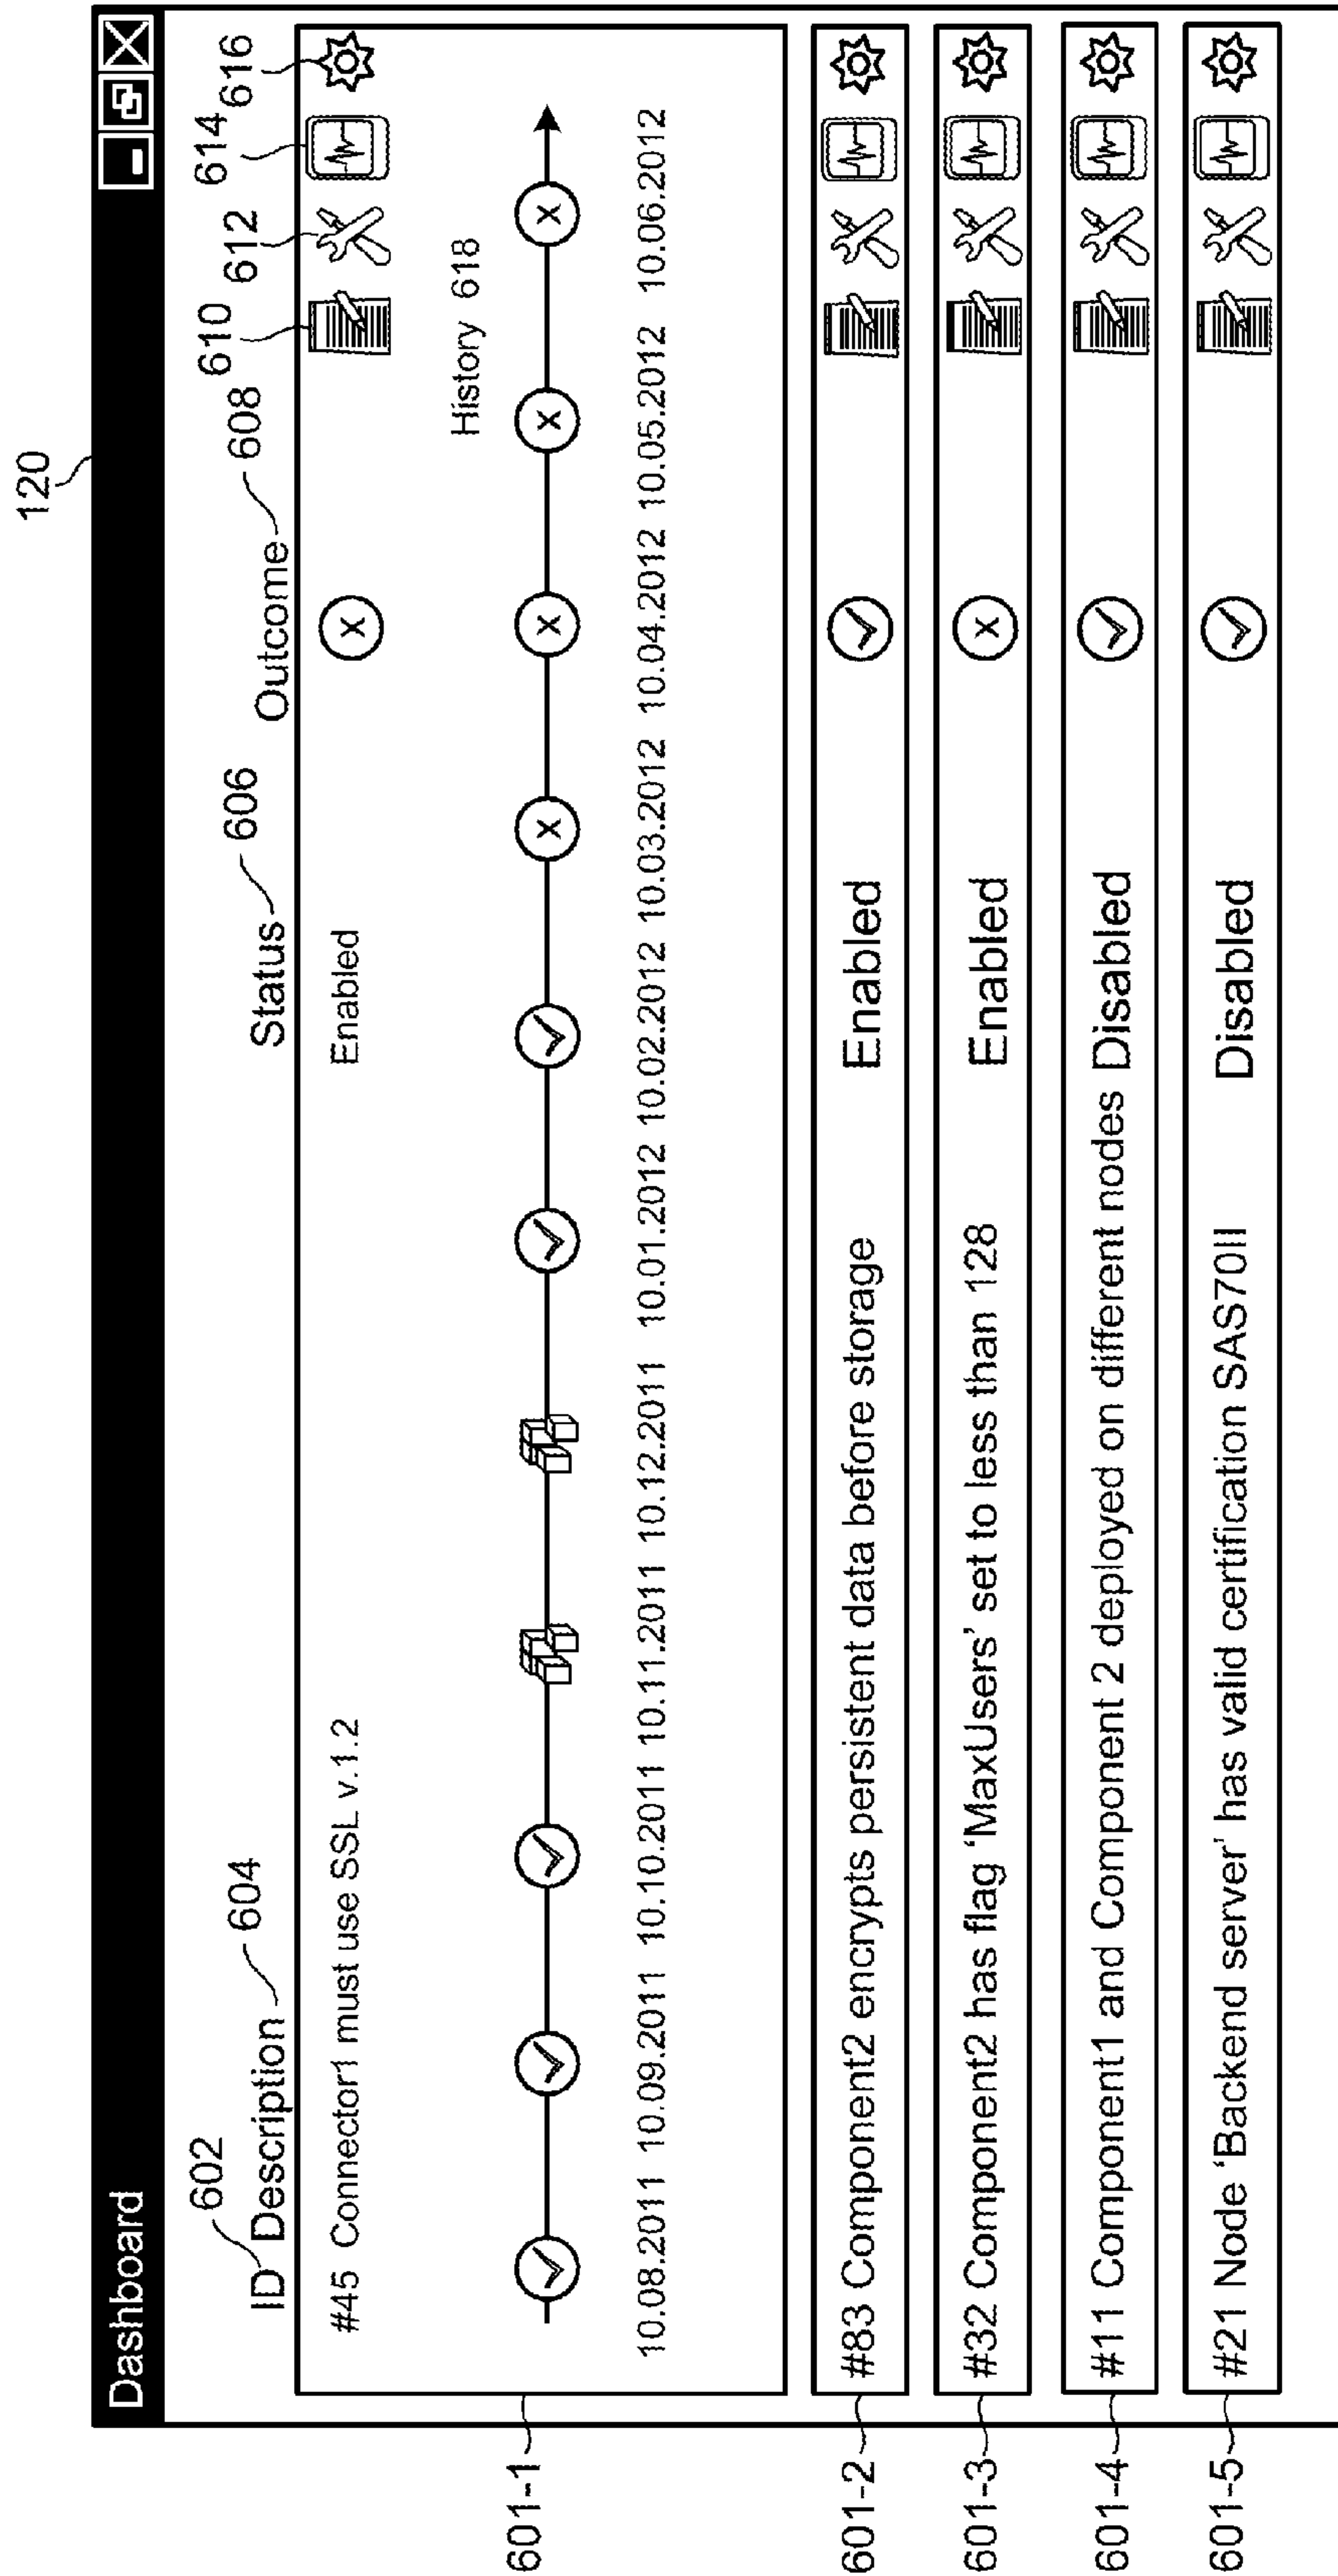 120
Dashboard
602 604 606 608 610 612 614 616
ID Description Status Outcome
601-1
#45 Connector1 must use SSL v.1.2 Enabled x
History 618
x x x x
10.08.2011 10.09.2011 10.10.2011 10.11.2011 10.12.2011 10.01.2012 10.02.2012 10.03.2012 10.04.2012 10.05.2012 10.06.2012
601-2 #83 Component2 encrypts persistent data before storage Enabled
601-3 #32 Component2 has flag ‘MaxUsers’ set to less than 128 Enabled x
601-4 #11 Component1 and Component 2 deployed on different nodes Disabled
601-5 #21 Node ‘Backend server’ has valid certification SAS70II Disabled